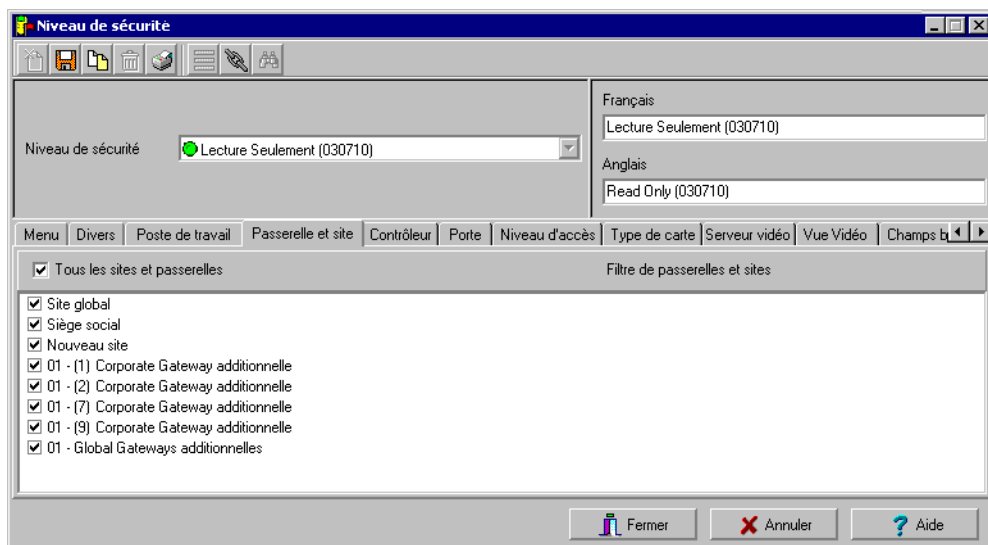 Niveau de sécurité
Français
Lecture Seulement (030710)
Niveau de sécurité
Lecture Seulement (030710)
Anglais
Read Only (030710)
Menu Divers Poste de travail Passerelle et site Contrôleur Porte Niveau d'accès Type de carte Serveur vidéo Vue Vidéo Champs
Tous les sites et passerelles Filtre de passerelles et sites
Site global
Siège social
Nouveau site
01 - (1) Corporate Gateway additionnelle
01 - (2) Corporate Gateway additionnelle
01 - (7) Corporate Gateway additionnelle
01 - (9) Corporate Gateway additionnelle
01 - Global Gateways additionnelles
Fermer Annuler Aide